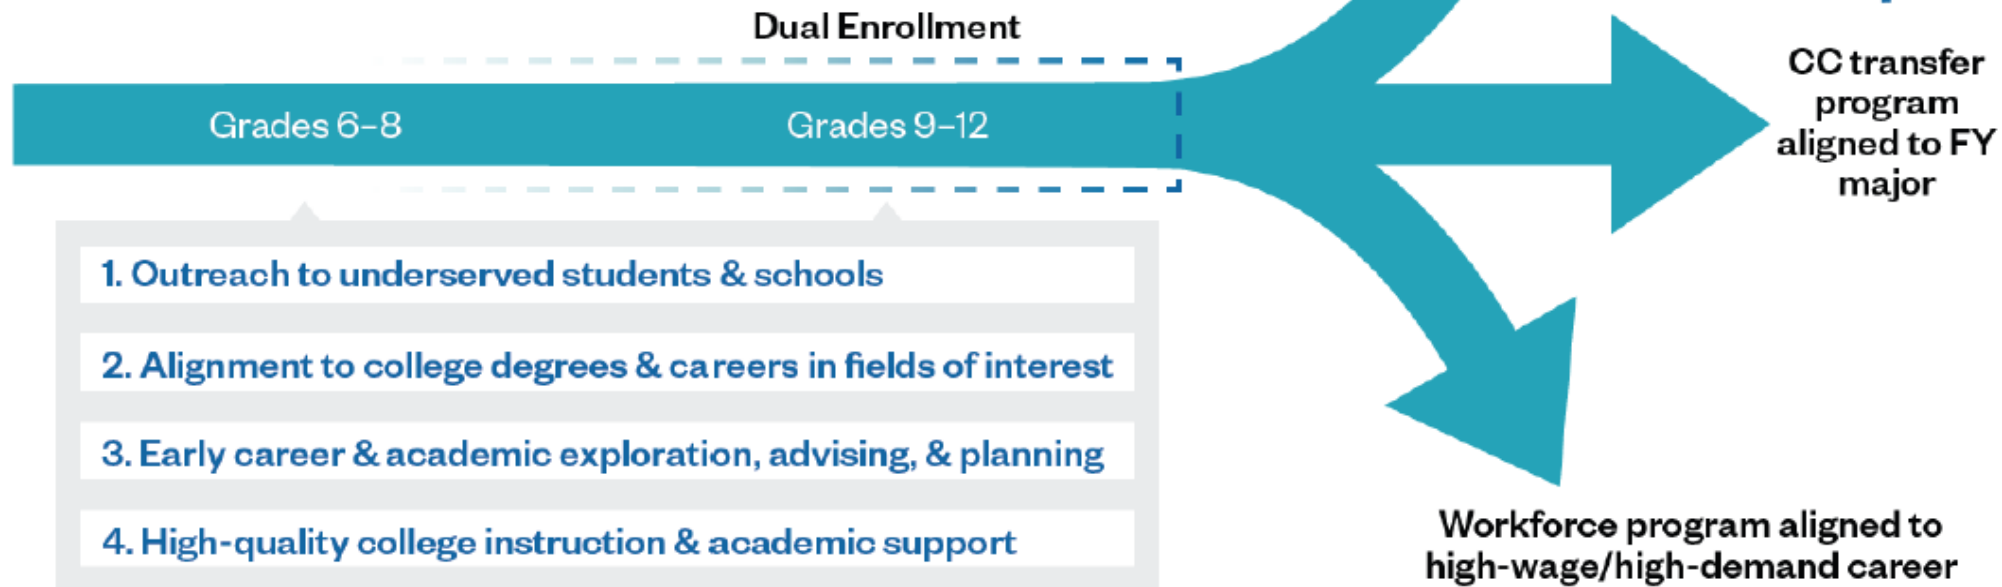 Dual Enrollment
Grades 6–8
Grades 9–12
CC transfer
program
aligned to FY
major
1. Outreach to underserved students & schools
2. Alignment to college degrees & careers in fields of interest
3. Early career & academic exploration, advising, & planning
4. High-quality college instruction & academic support
Workforce program aligned to
high-wage/high-demand career